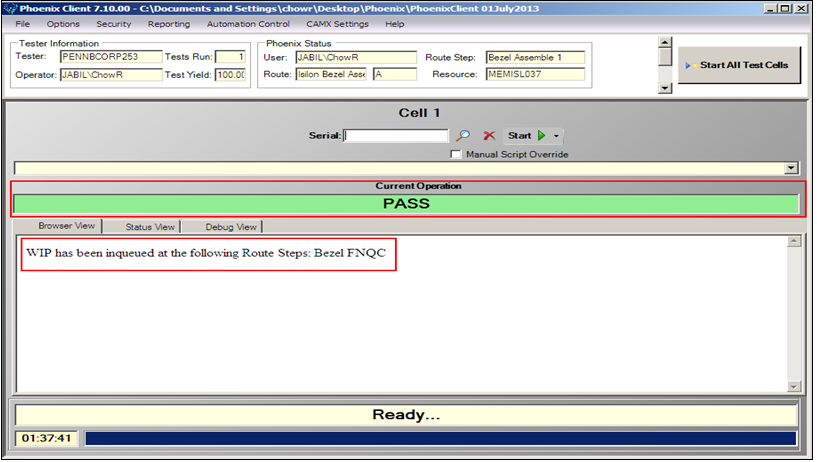 Phoenix Client 7.10.00 - C:\Documents and Settings\chowr\Desktop\Phoenix\PhoenixClient 01July2013
File Options Security Reporting Automation Control CAMX Settings Help
Tester Information
Tester: PENNBCORP253 Tests Run: 1
Operator: JABIL\ChowR Test Yield: 100.00
Phoenix Status
User: JABIL\ChowR Route Step: Bezel Assemble 1
Route: Isilon Bezel Asse A Resource: MEMISL037
Start All Test Cells
Cell 1
Serial: Start
Manual Script Override
Current Operation
PASS
Browser View Status View Debug View
WIP has been inqueued at the following Route Steps: Bezel FNQC
Ready...
01:37:41